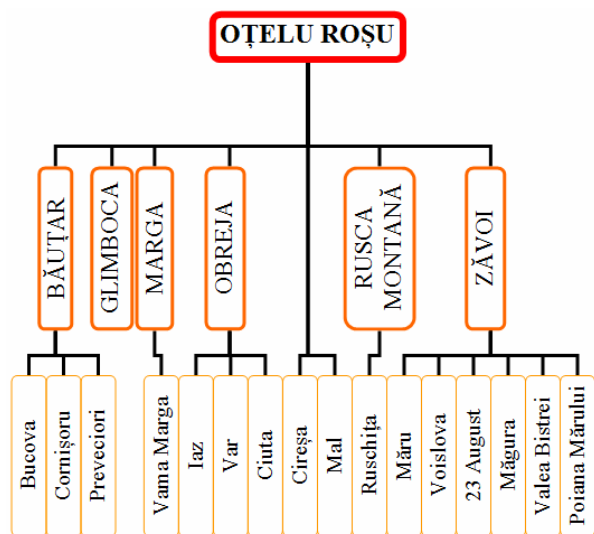 OȚELU ROȘU
BĂUȚAR
GLIMBOCA
MARGA
OBREJA
RUSCA
MONTANĂ
ZĂVOI
Bucova
Cornișoru
Preveciori
Vama Marga
Iaz
Var
Ciuta
Cireșa
Mal
Ruschița
Măru
Voislova
23 August
Măgura
Valea Bistrei
Poiana Mărului